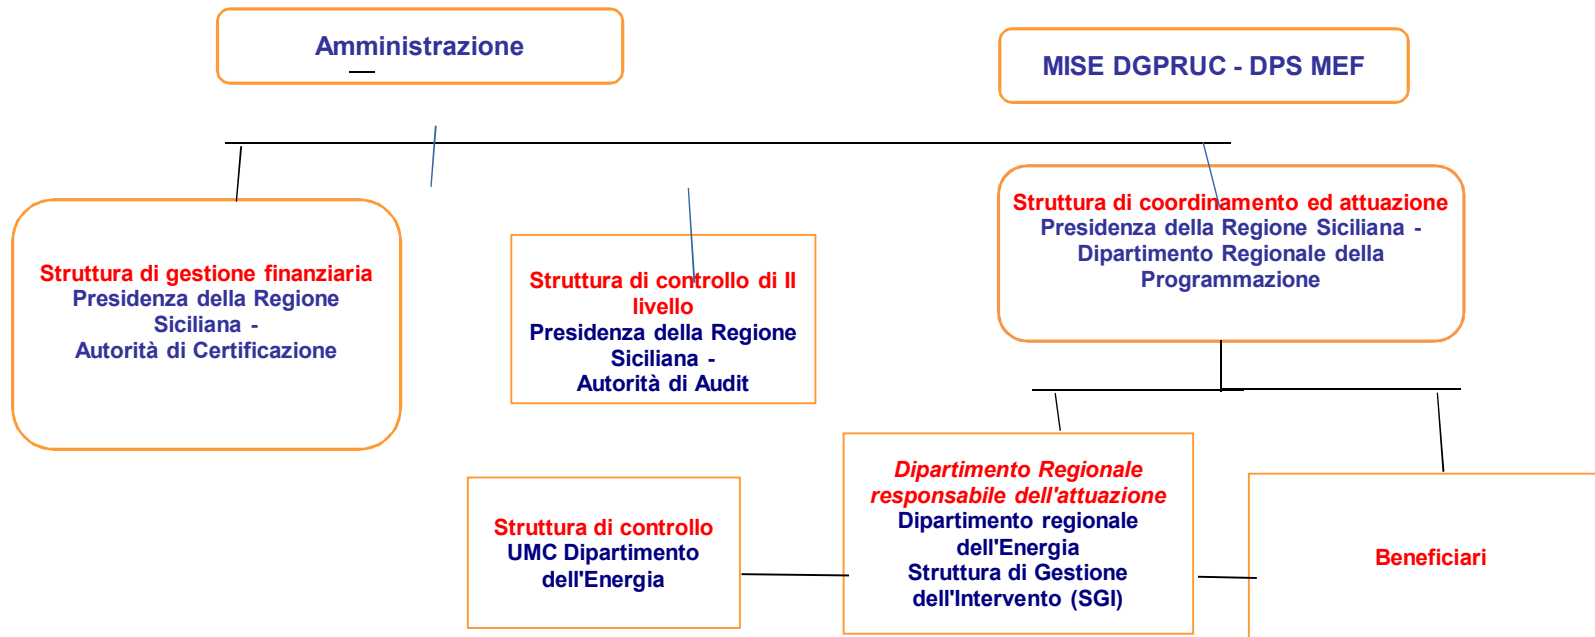 Amministrazione
MISE DGPRUC - DPS MEF
Struttura di gestione finanziaria
Presidenza della Regione
Siciliana -
Autorità di Certificazione
Struttura di controllo di II
livello
Presidenza della Regione
Siciliana -
Autorità di Audit
Struttura di coordinamento ed attuazione
Presidenza della Regione Siciliana -
Dipartimento Regionale della
Programmazione
Struttura di controllo
UMC Dipartimento
dell'Energia
Dipartimento Regionale
responsabile dell'attuazione
Dipartimento regionale
dell'Energia
Struttura di Gestione
dell'Intervento (SGI)
Beneficiari